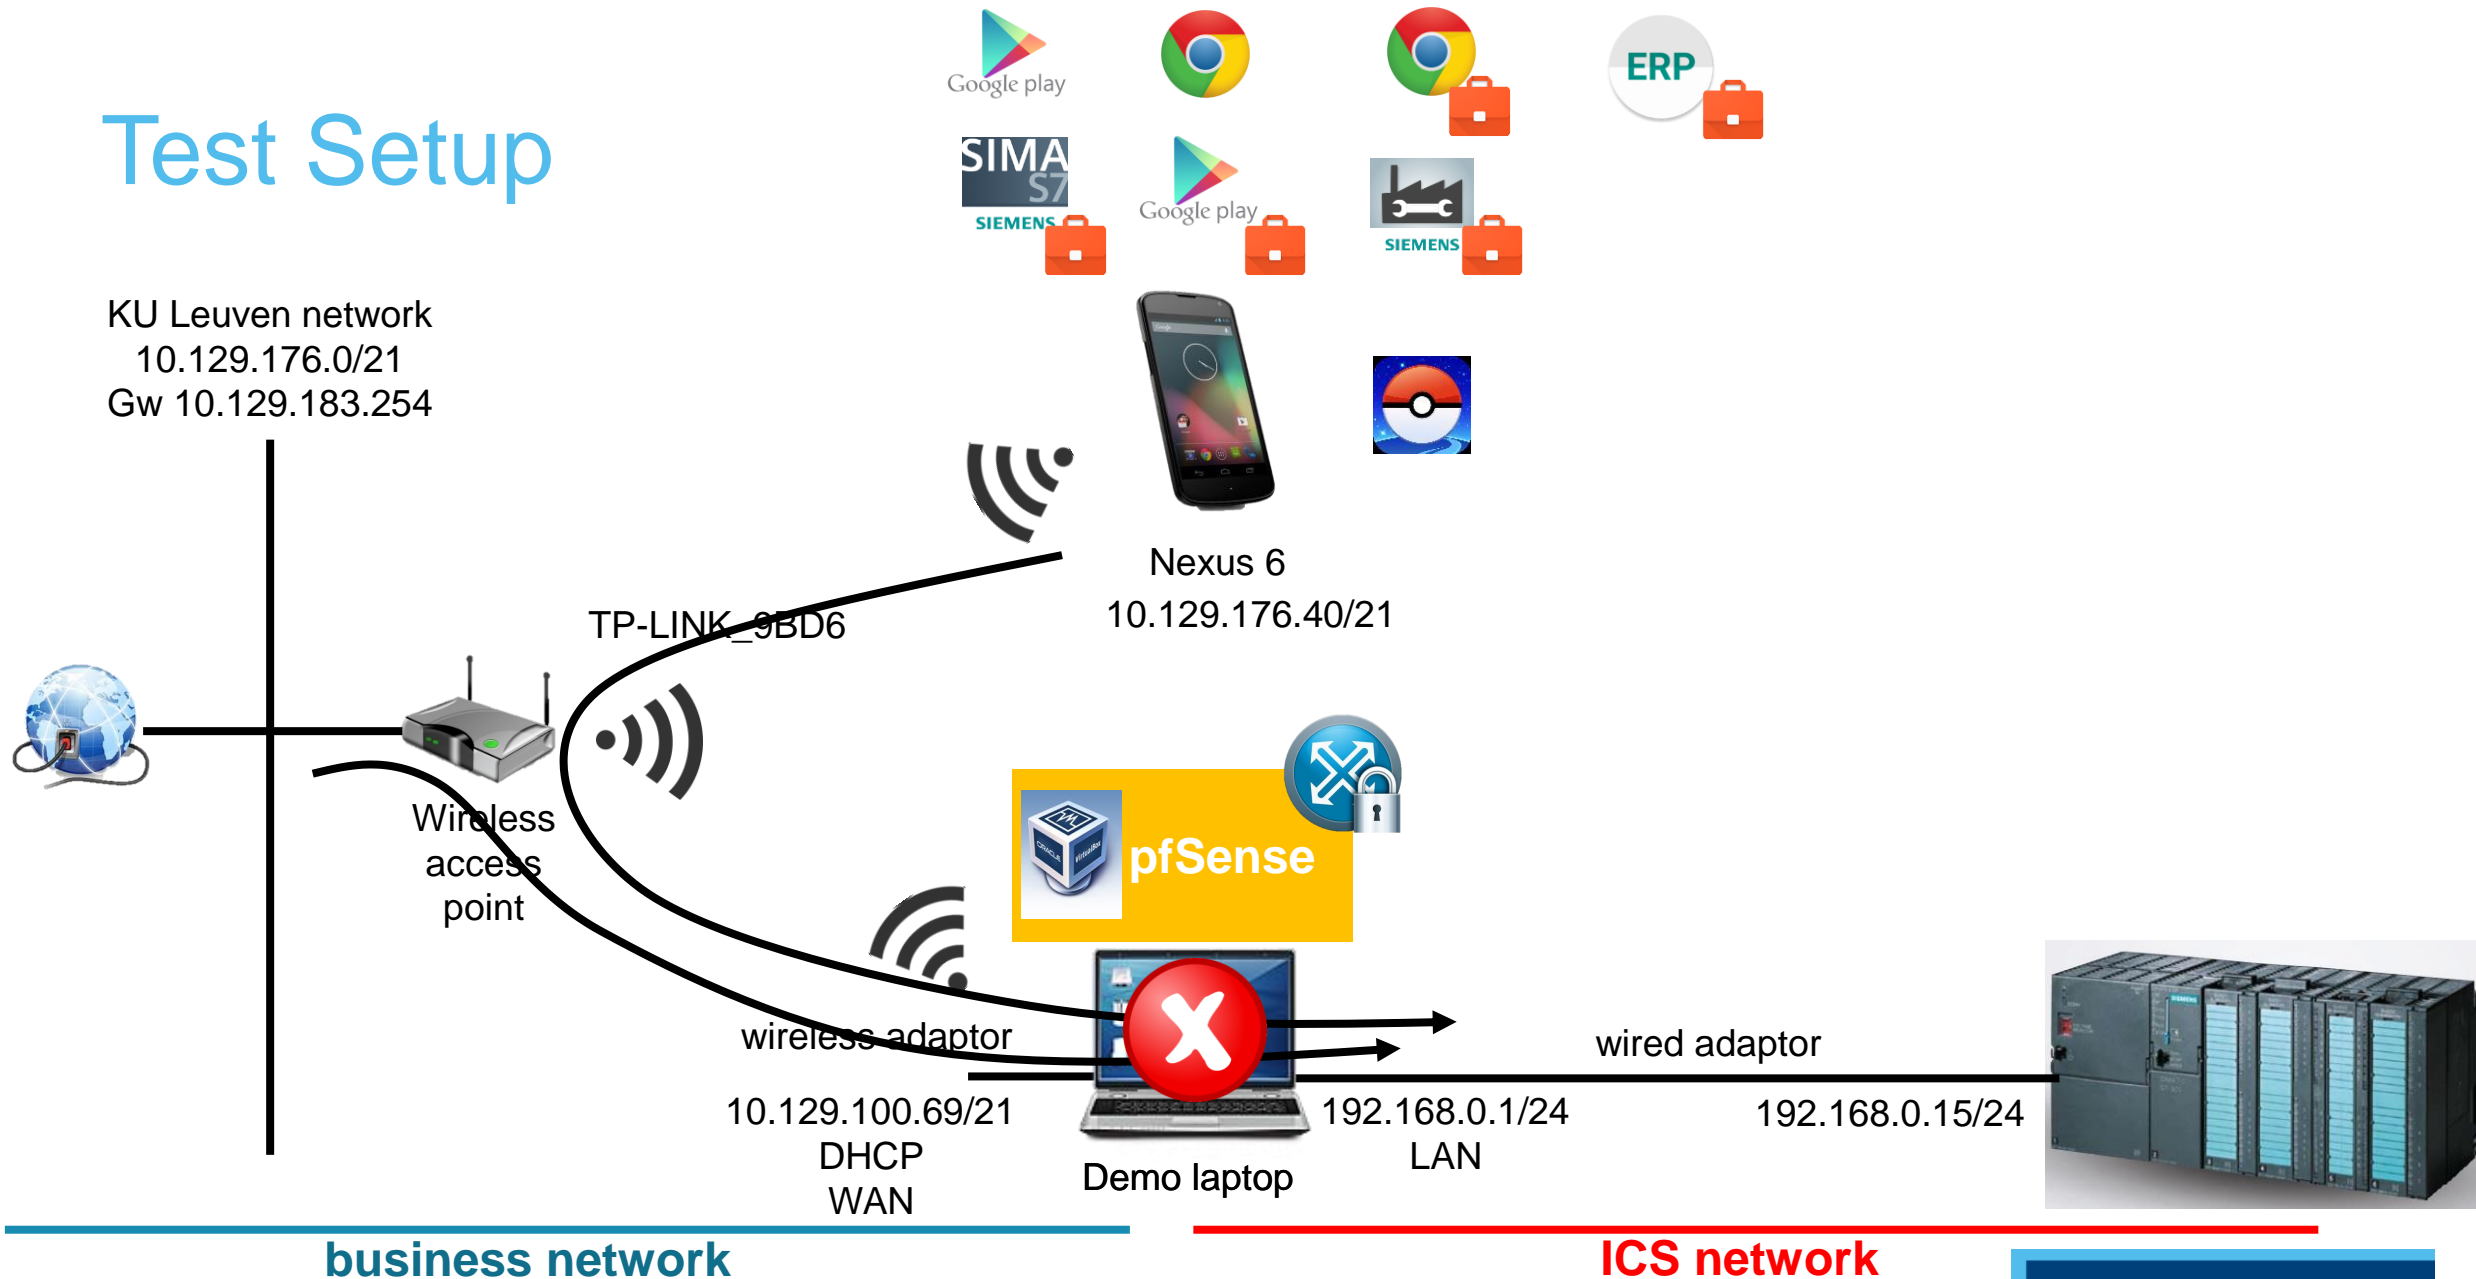 Google play
ERP
Test Setup
SIMA
S7
SIEMENS
Google play
SIEMENS
KU Leuven network
10.129.176.0/21
Gw 10.129.183.254
Nexus 6
10.129.176.40/21
TP-LINK_9BD6
Wireless
access
point
pfSense
ORACLE
VirtualBox
wireless adaptor
wired adaptor
SIEMENS
10.129.100.69/21
DHCP
WAN
192.168.0.1/24
LAN
192.168.0.15/24
Demo laptop
business network
ICS network